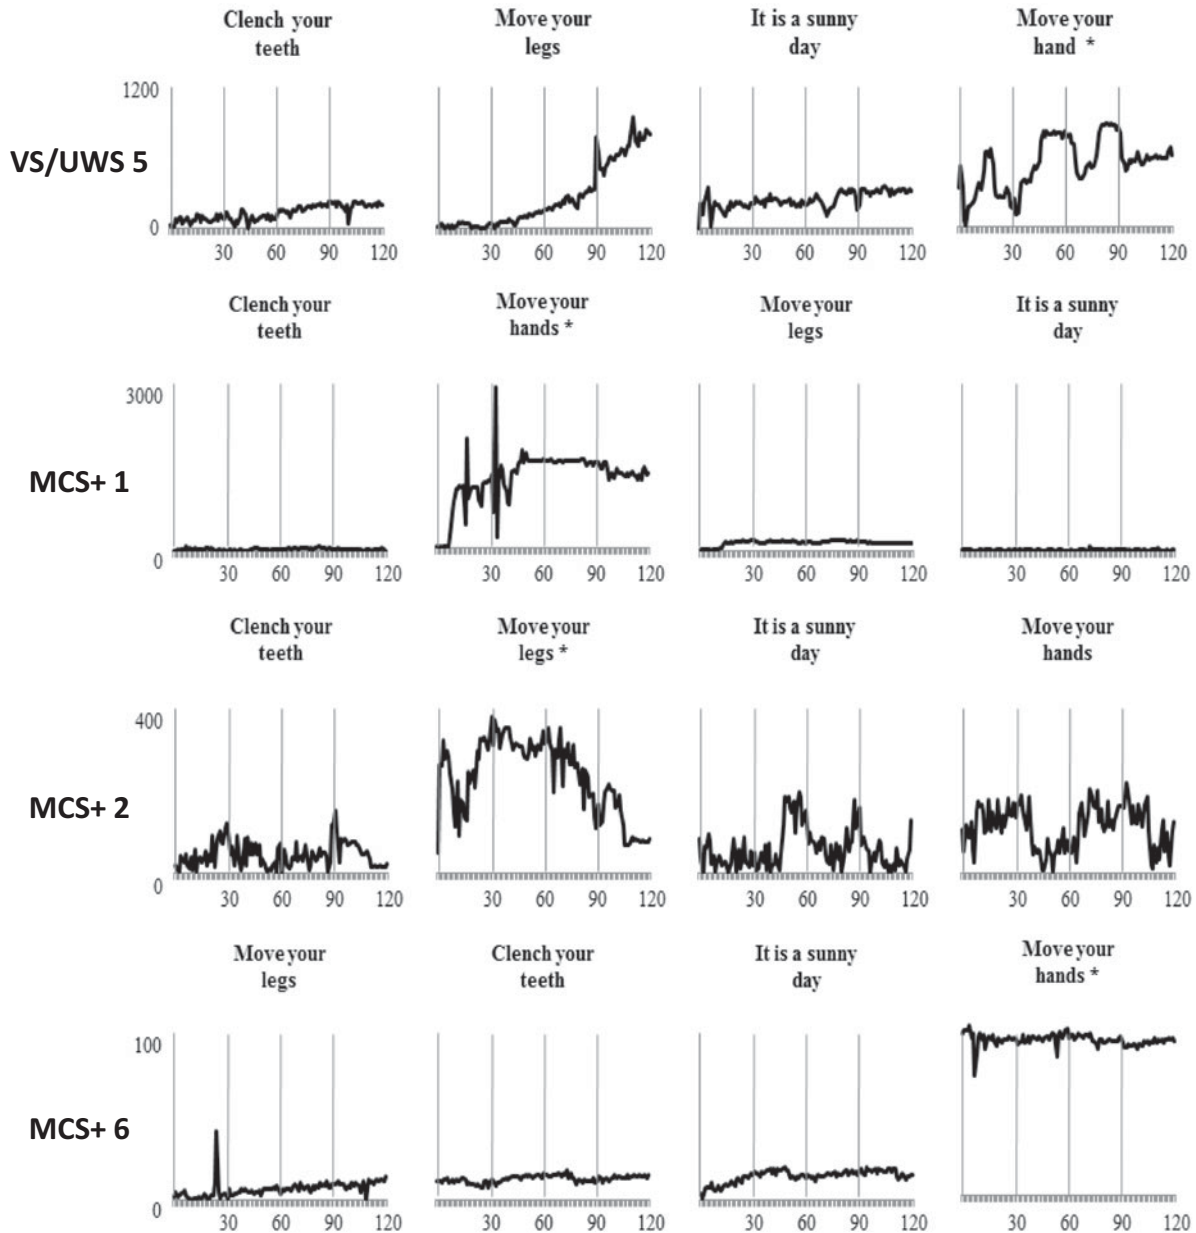 Clench your
teeth
Move your
legs
It is a sunny
day
Move your
hand *
VS/UWS 5
1200
0
30 60 90 120
30 60 90 120
30 60 90 120
30 60 90 120
Clench your
teeth
Move your
hands *
Move your
legs
It is a sunny
day
MCS+ 1
3000
0
30 60 90 120
30 60 90 120
30 60 90 120
30 60 90 120
Clench your
teeth
Move your
legs *
It is a sunny
day
Move your
hands
MCS+ 2
400
0
30 60 90 120
30 60 90 120
30 60 90 120
30 60 90 120
Move your
legs
Clench your
teeth
It is a sunny
day
Move your
hands *
MCS+ 6
100
0
30 60 90 120
30 60 90 120
30 60 90 120
30 60 90 120